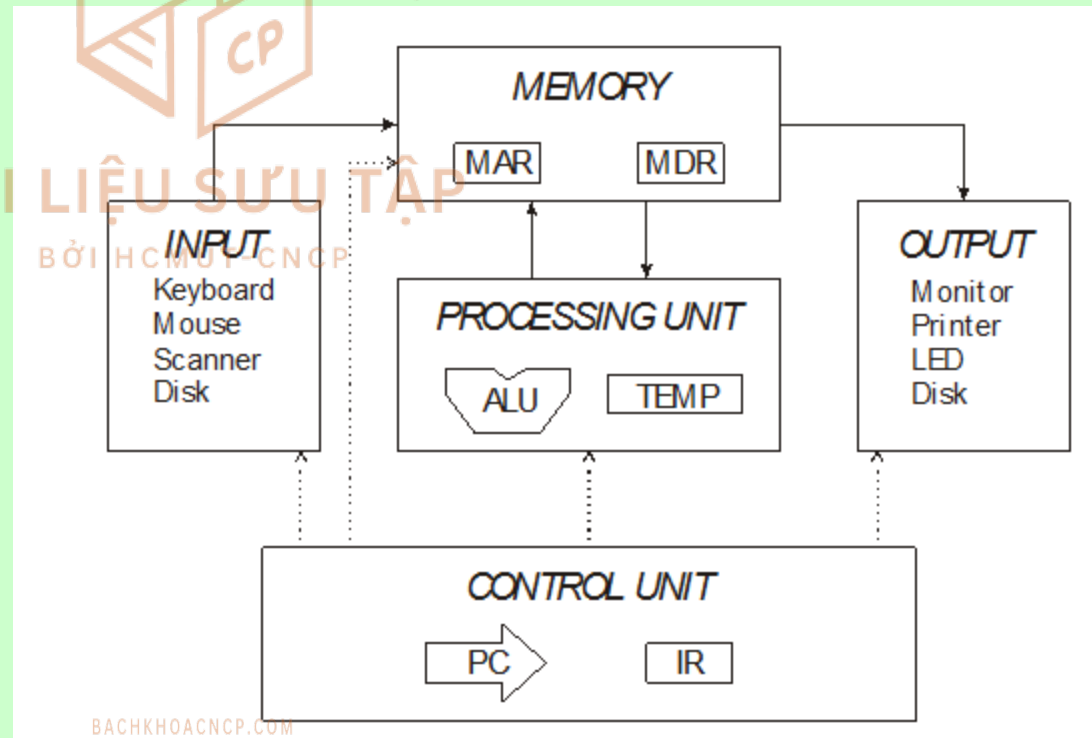 CP
MEMORY
MAR
MDR
I LIỆU SƯU TẬP
BỞI HCMUT-CNCP
INPUT
Keyboard
Mouse
Scanner
Disk
PROCESSING UNIT
ALU
TEMP
OUTPUT
Monitor
Printer
LED
Disk
CONTROL UNIT
PC
IR
BACHKHOACNCP.COM